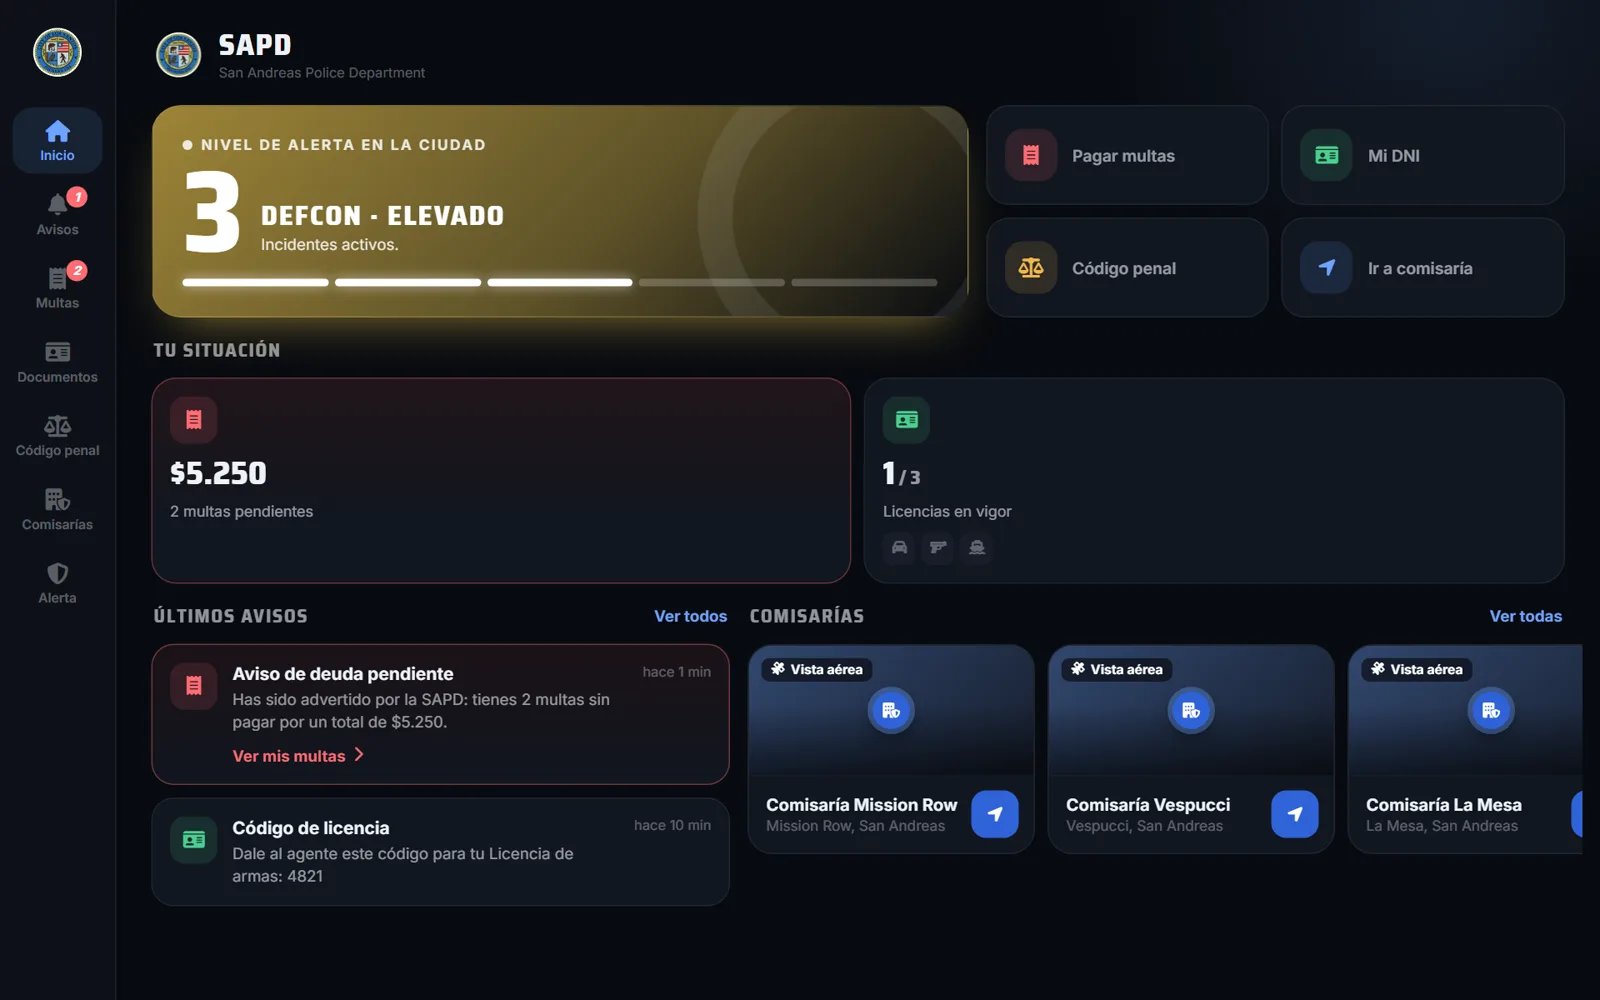 SAPD
San Andreas Police Department
Inicio
1
Avisos
2
Multas
Documentos
Código penal
Comisarías
Alerta
NIVEL DE ALERTA EN LA CIUDAD
3
DEFCON · ELEVADO
Incidentes activos.
Pagar multas
Mi DNI
Código penal
Ir a comisaría
TU SITUACIÓN
$5.250
2 multas pendientes
1 / 3
Licencias en vigor
ÚLTIMOS AVISOS
Ver todos
Aviso de deuda pendiente
hace 1 min
Has sido advertido por la SAPD: tienes 2 multas sin
pagar por un total de $5.250.
Ver mis multas
Código de licencia
hace 10 min
Dale al agente este código para tu Licencia de
armas: 4821
COMISARÍAS
Ver todas
Vista aérea
Comisaría Mission Row
Mission Row, San Andreas
Vista aérea
Comisaría Vespucci
Vespucci, San Andreas
Vista aérea
Comisaría La Mesa
La Mesa, San Andreas